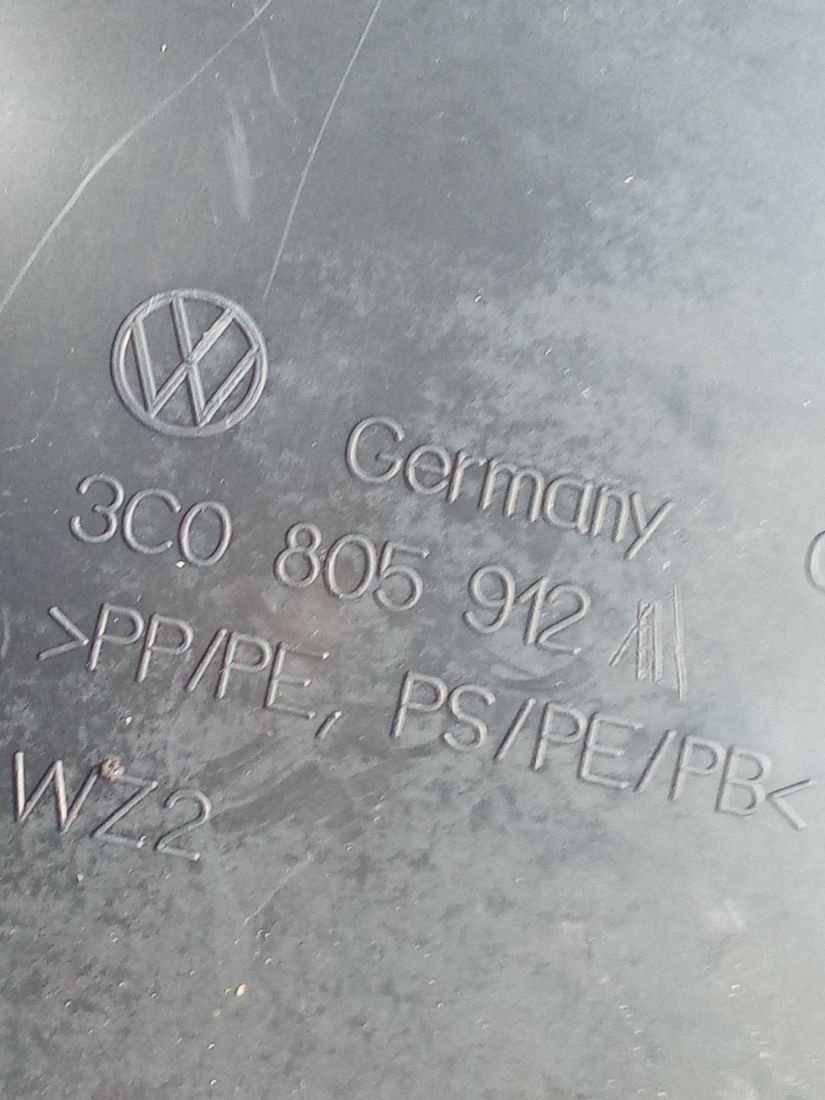 Germany
3C0 805 912
>PP/PE, PS/PE/PB<
WZ2